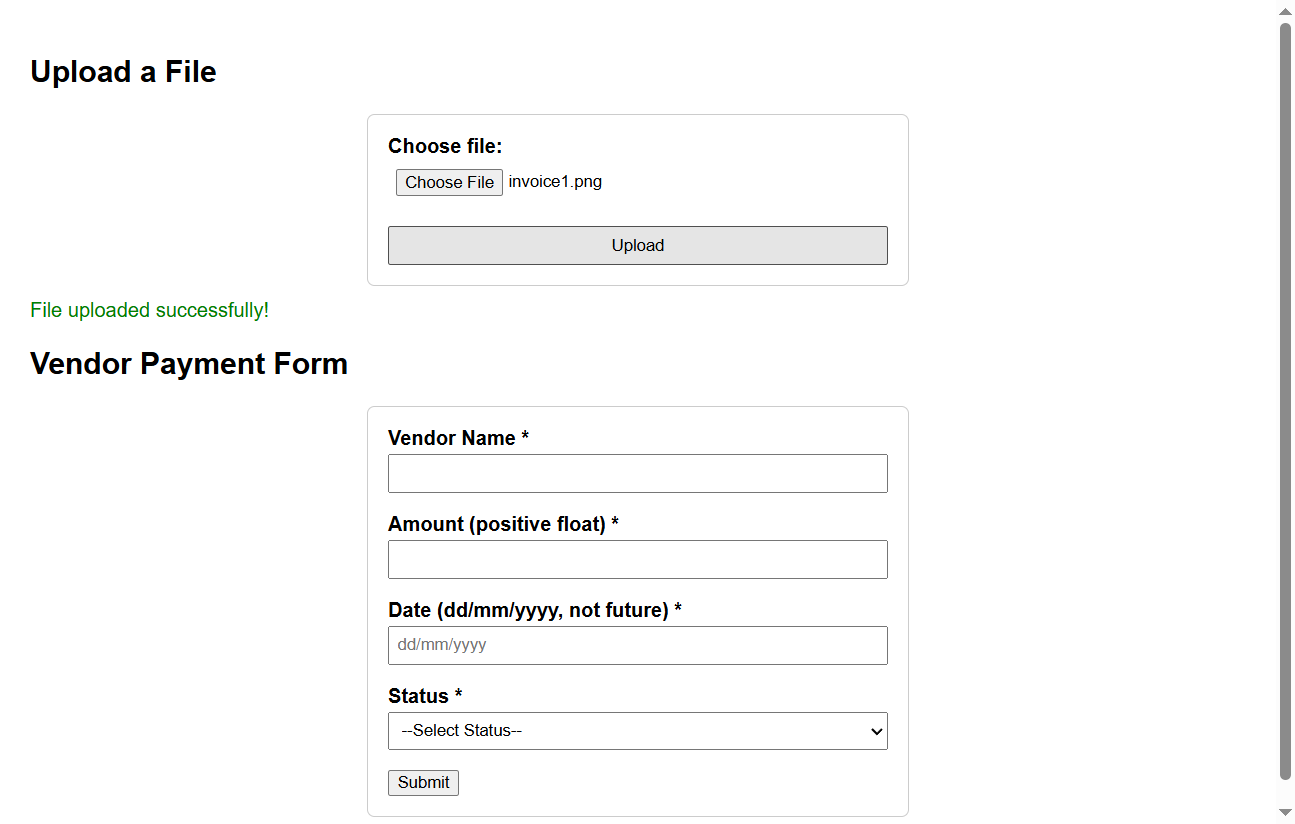 Upload a File
Choose file:
Choose File invoice1.png
Upload
File uploaded successfully!
Vendor Payment Form
Vendor Name *
Amount (positive float) *
Date (dd/mm/yyyy, not future) *
dd/mm/yyyy
Status *
--Select Status--
Submit